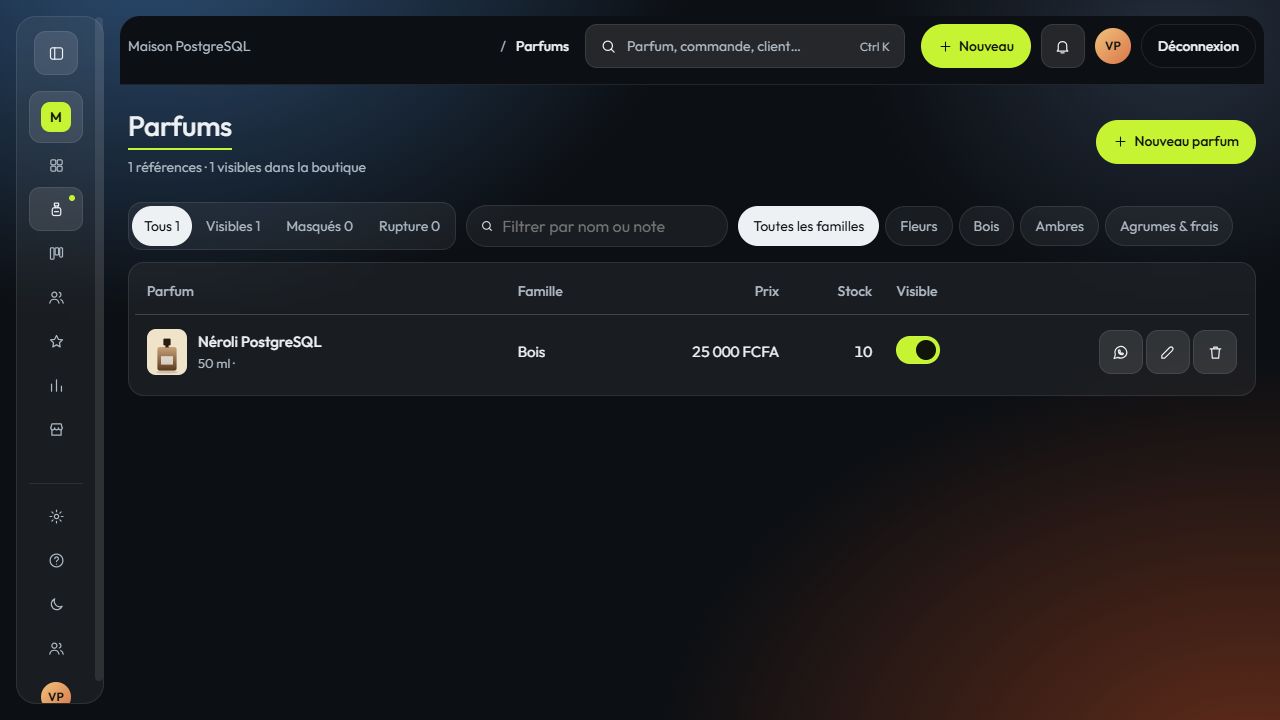 Maison PostgreSQL / Parfums
Parfum, commande, client... Ctrl K
Nouveau
VP
Déconnexion
M
Parfums
1 références · 1 visibles dans la boutique
Nouveau parfum
Tous 1 Visibles 1 Masqués 0 Rupture 0
Filtrer par nom ou note
Toutes les familles Fleurs Bois Ambres Agrumes & frais
Parfum Famille Prix Stock Visible
Néroli PostgreSQL Bois 25 000 FCFA 10
50 ml ·
VP